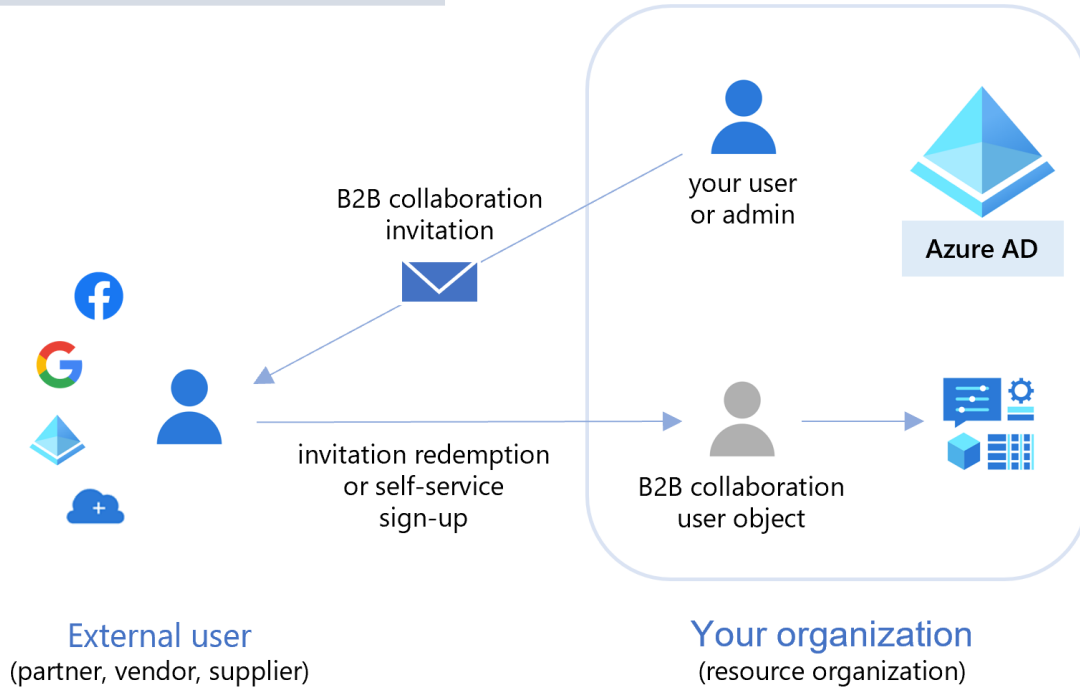 your user
or admin
Azure AD
B2B collaboration
invitation
invitation redemption
or self-service
sign-up
B2B collaboration
user object
External user
(partner, vendor, supplier)
Your organization
(resource organization)